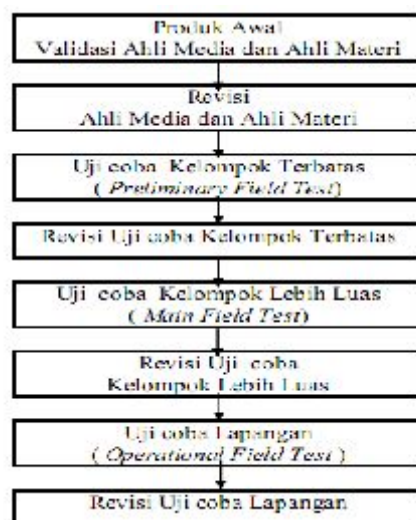 Produk Awal
Validasi Ahli Media dan Ahli Materi
Revisi
Ahli Media dan Ahli Materi
Uji coba Kelompok Terbatas
( Preliminary Field Test)
Revisi Uji coba Kelompok Terbatas
Uji coba Kelompok Lebih Luas
( Main Field Test)
Revisi Uji coba
Kelompok Lebih Luas
Uji coba Lapangan
( Operational Field Test )
Revisi Uji coba Lapangan